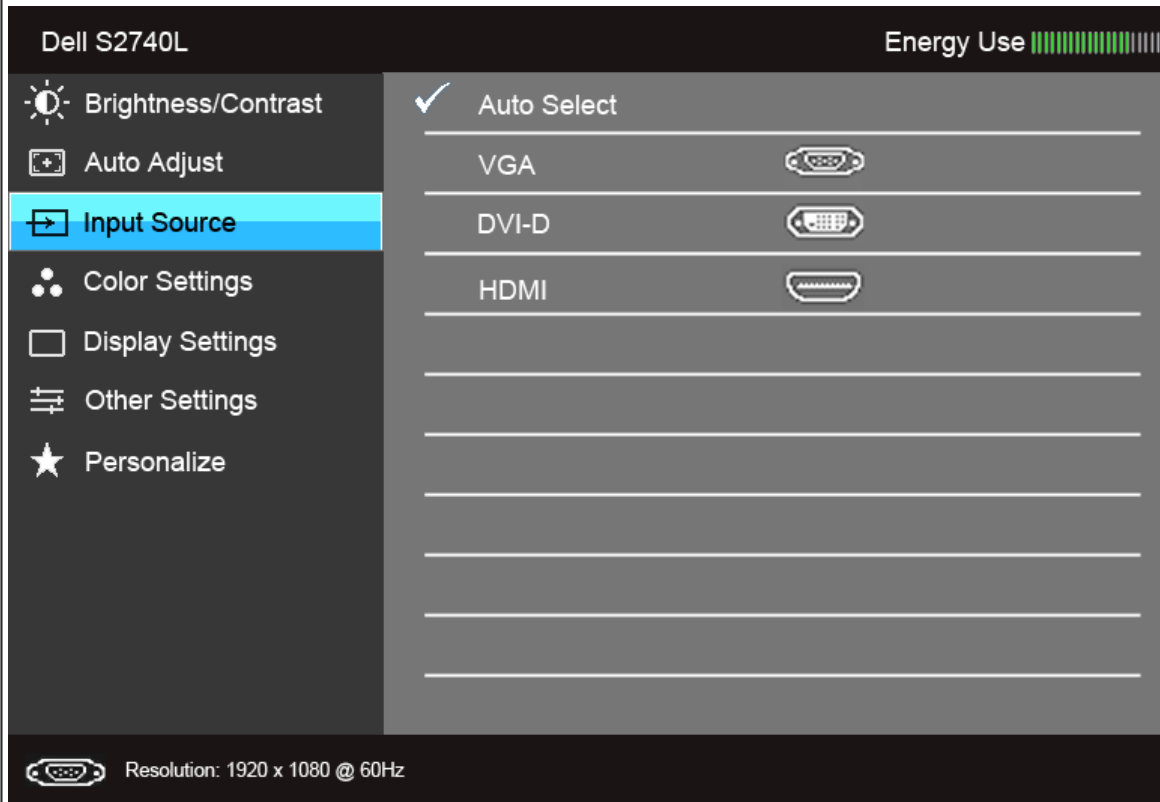 Dell S2740L
Energy Use
Brightness/Contrast
Auto Adjust
Input Source
Color Settings
Display Settings
Other Settings
Personalize
Auto Select
VGA
DVI-D
HDMI
Resolution: 1920 x 1080 @ 60Hz